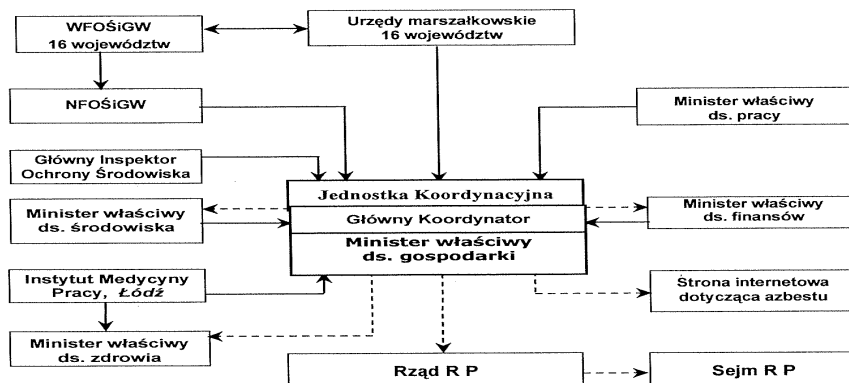 WFOŚiGW
16 województw
Urzędy marszałkowskie
16 województw
NFOŚiGW
Minister właściwy
ds. pracy
Główny Inspektor
Ochrony Środowiska
Jednostka Koordynacyjna
Minister właściwy
ds. środowiska
Główny Koordynator
Minister właściwy
ds. finansów
Minister właściwy
ds. gospodarki
Instytut Medycyny
Pracy, Łódź
Strona internetowa
dotycząca azbestu
Minister właściwy
ds. zdrowia
Rząd R P
Sejm R P